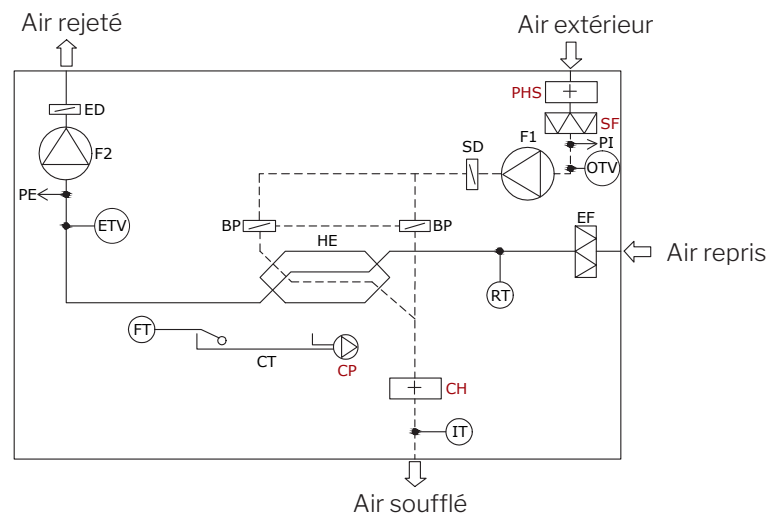 Air rejeté
Air extérieur
PHS
ED
SF
F1
F2
SD
PI
OTV
PE
ETV
BP
BP
EF
HE
Air repris
RT
FT
CT
CP
CH
IT
Air soufflé